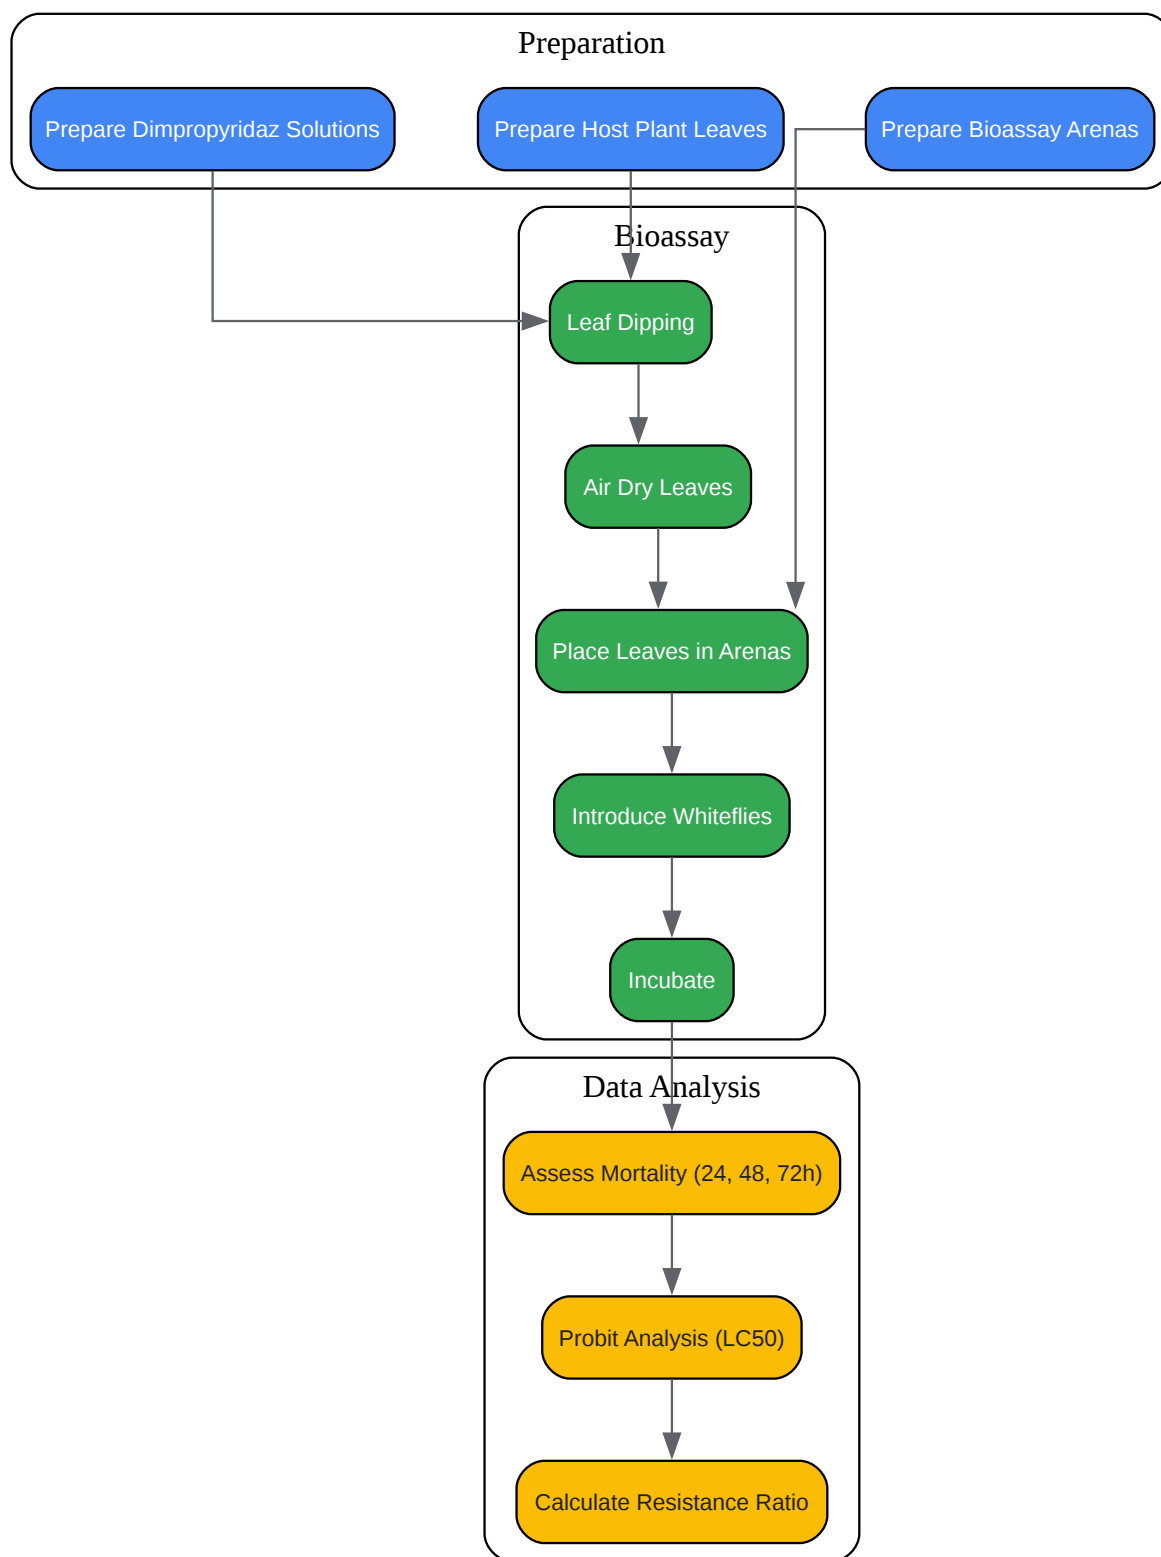 Preparation
Prepare Dimpropyridaz Solutions
Prepare Host Plant Leaves
Prepare Bioassay Arenas
Bioassay
Leaf Dipping
Air Dry Leaves
Place Leaves in Arenas
Introduce Whiteflies
Incubate
Data Analysis
Assess Mortality (24, 48, 72h)
Probit Analysis (LC50)
Calculate Resistance Ratio